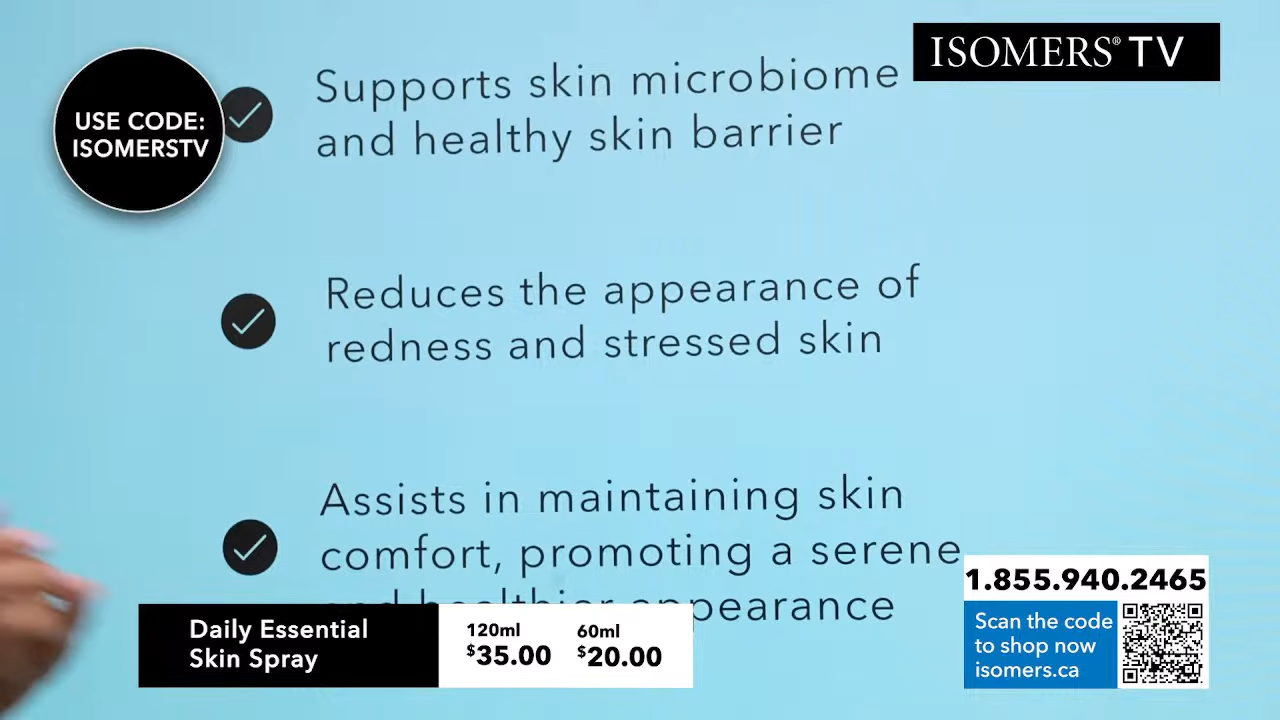 ISOMERS® TV
USE CODE:
ISOMERSTV
Supports skin microbiome
and healthy skin barrier
Reduces the appearance of
redness and stressed skin
Assists in maintaining skin
comfort, promoting a serene
and healthier appearance
Daily Essential
Skin Spray
120ml
$35.00
60ml
$20.00
1.855.940.2465
Scan the code
to shop now
isomers.ca